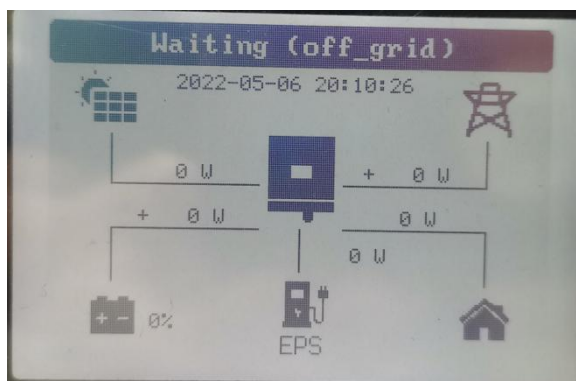 Waiting (off_grid)
2022-05-06 20:10:26
0 W
+ 0 W
+ 0 W
0 W
0 W
+ -
0%
EPS